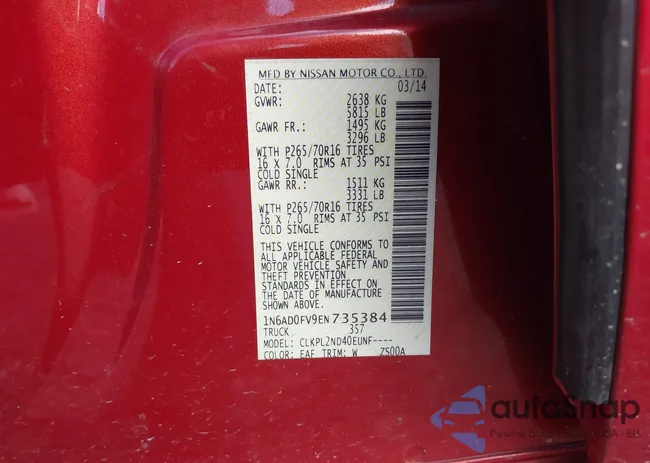 MFD BY NISSAN MOTOR CO., LTD.
DATE: 03/14
GVWR: 2638 KG
5815 LB
GAWR FR.: 1495 KG
3296 LB
WITH P265/70R16 TIRES
16 X 7.0 RIMS AT 35 PSI
COLD SINGLE
GAWR RR.: 1511 KG
3331 LB
WITH P265/70R16 TIRES
16 X 7.0 RIMS AT 35 PSI
COLD SINGLE
THIS VEHICLE CONFORMS TO
ALL APPLICABLE FEDERAL
MOTOR VEHICLE SAFETY AND
THEFT PREVENTION
STANDARDS IN EFFECT ON
THE DATE OF MANUFACTURE
SHOWN ABOVE.
1N6AD0FV9EN735384
TRUCK 357
MODEL: CLKPL2ND40EUNF----
COLOR: EAF TRIM: W ZS00A
autoSnap
Pewne auta
- EU